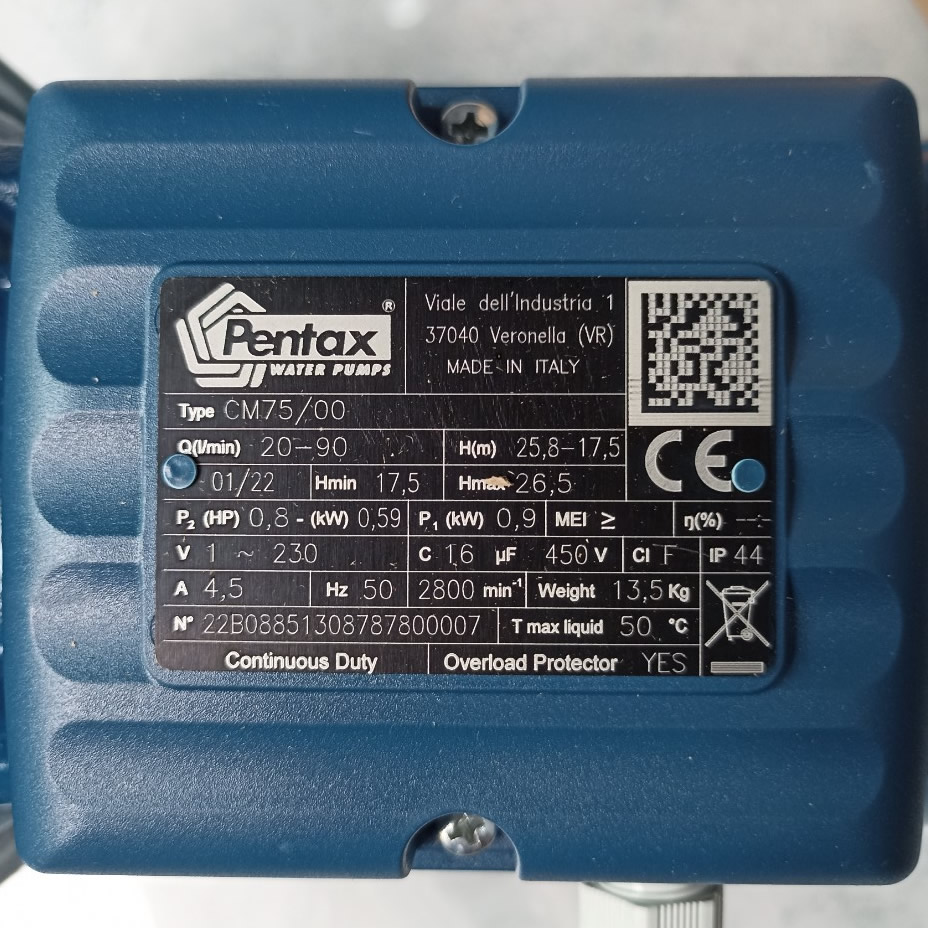 Pentax ®
WATER PUMPS
Viale dell'Industria 1
37040 Veronella (VR)
MADE IN ITALY
Type CM75/00
Q(l/min) 20-90 H(m) 25,8-17,5
01/22 Hmin 17,5 Hmax 26,5
CE
P₂ (HP) 0,8 - (kW) 0,59 P₁ (kW) 0,9 MEI ≥ η(%) --.-
V 1 ~ 230 C 16 µF 450 V Cl F IP 44
A 4,5 Hz 50 2800 min⁻¹ Weight 13,5 Kg
N° 22B08851308787800007 T max liquid 50 °C
Continuous Duty Overload Protector YES